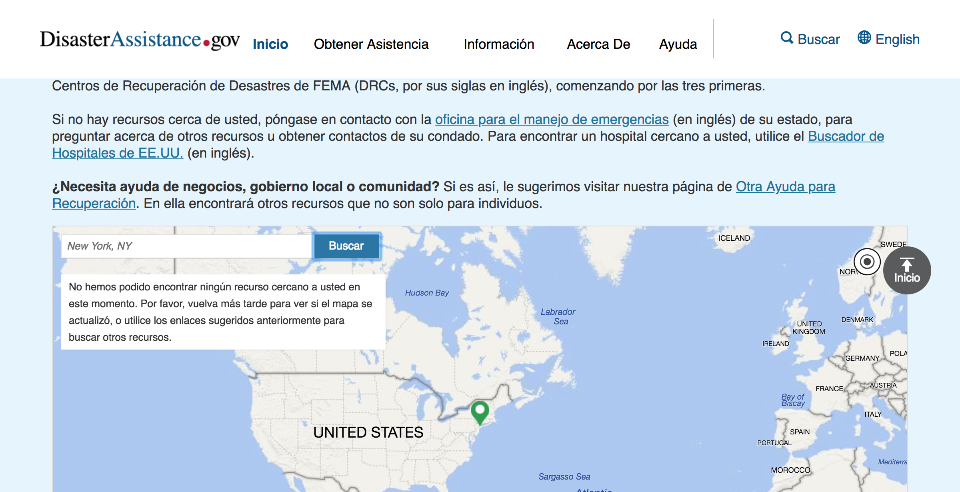 DisasterAssistance.gov
Inicio
Obtener Asistencia
Información
Acerca De
Ayuda
Buscar
English
Centros de Recuperación de Desastres de FEMA (DRCs, por sus siglas en inglés), comenzando por las tres primeras.
Si no hay recursos cerca de usted, póngase en contacto con la oficina para el manejo de emergencias (en inglés) de su estado, para
preguntar acerca de otros recursos u obtener contactos de su condado. Para encontrar un hospital cercano a usted, utilice el Buscador de
Hospitales de EE.UU. (en inglés).
¿Necesita ayuda de negocios, gobierno local o comunidad? Si es así, le sugerimos visitar nuestra página de Otra Ayuda para
Recuperación. En ella encontrará otros recursos que no son solo para individuos.
New York, NY
Buscar
No hemos podido encontrar ningún recurso cercano a usted en
este momento. Por favor, vuelva más tarde para ver si el mapa se
actualizó, o utilice los enlaces sugeridos anteriormente para
buscar otros recursos.
ICELAND
SWEDE
NOR
Inicio
Hudson Bay
Labrador
Sea
UNITED
KINGDOM
DENMARK
IRELAND
GERMANY
POLA
FRANCE
AUSTRIA
Bay of
Biscay
ITALY
UNITED STATES
SPAIN
PORTUGAL
Mediterr
MOROCCO
Sargasso Sea
Atlantic